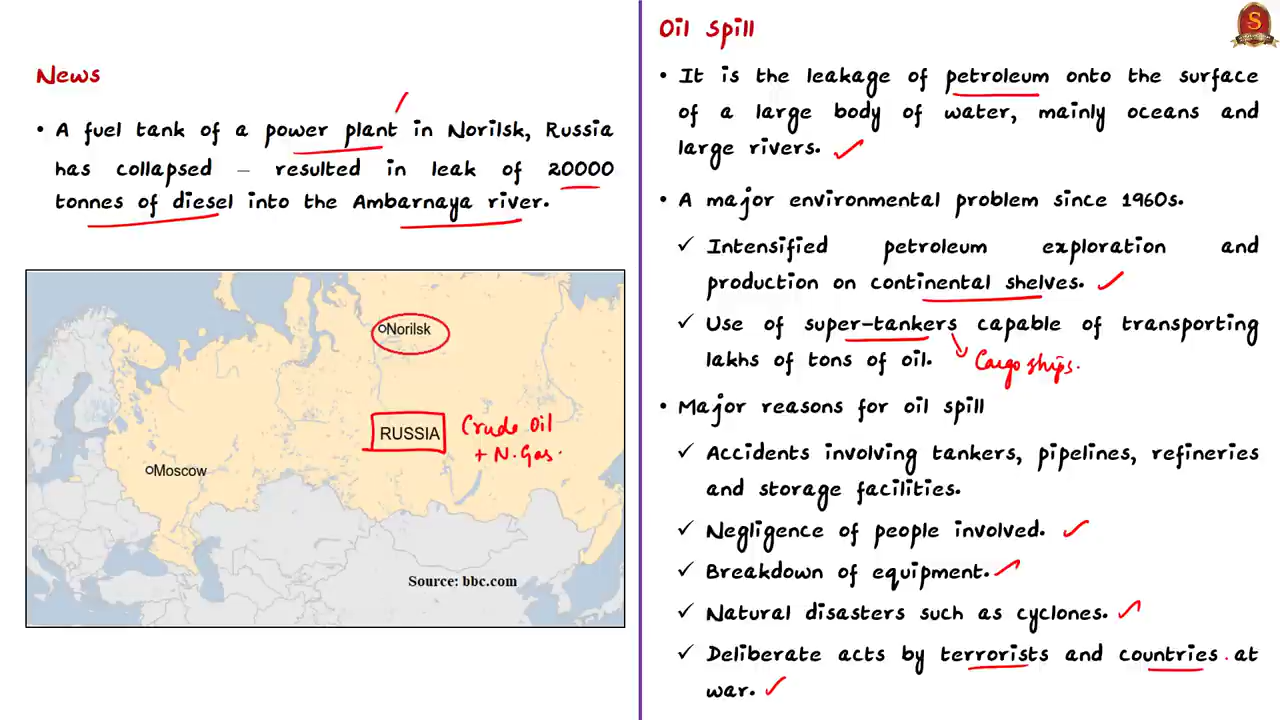 News
• A fuel tank of a power plant in Norilsk, Russia
has collapsed – resulted in leak of 20000
tonnes of diesel into the Ambarnaya river.
Norilsk
RUSSIA
Crude Oil
+ N. Gas.
Moscow
Source: bbc.com
Oil Spill
• It is the leakage of petroleum onto the surface
of a large body of water, mainly oceans and
large rivers.
• A major environmental problem since 1960s.
✓ Intensified petroleum exploration and
production on continental shelves.
✓ Use of super-tankers capable of transporting
lakhs of tons of oil.
Cargo ships.
• Major reasons for oil spill
✓ Accidents involving tankers, pipelines, refineries
and storage facilities.
✓ Negligence of people involved.
✓ Breakdown of equipment.
✓ Natural disasters such as cyclones.
✓ Deliberate acts by terrorists and countries at
war.
S